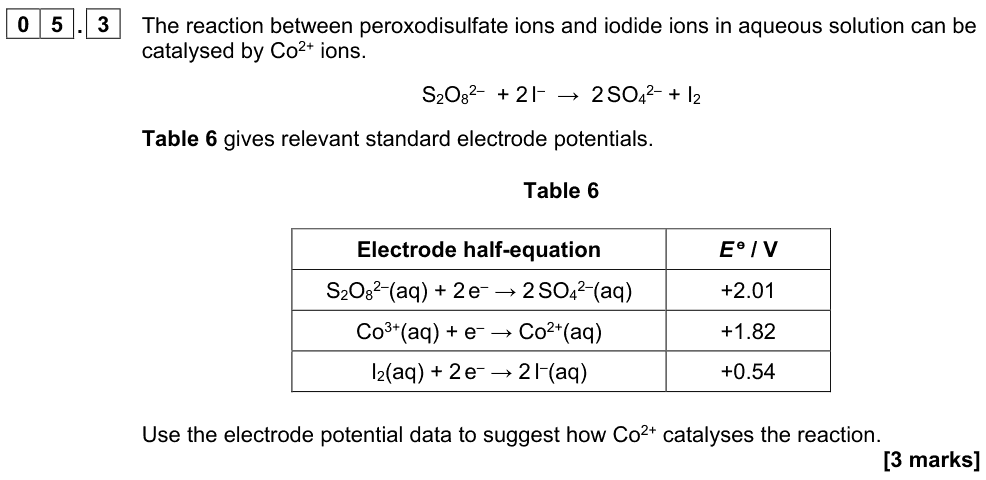 0 5 . 3 The reaction between peroxodisulfate ions and iodide ions in aqueous solution can be
catalysed by Co²⁺ ions.
S₂O₈²⁻ + 2 I⁻ → 2 SO₄²⁻ + I₂
Table 6 gives relevant standard electrode potentials.
Table 6
Electrode half-equation E⦵ / V
S₂O₈²⁻(aq) + 2 e⁻ → 2 SO₄²⁻(aq) +2.01
Co³⁺(aq) + e⁻ → Co²⁺(aq) +1.82
I₂(aq) + 2 e⁻ → 2 I⁻(aq) +0.54
Use the electrode potential data to suggest how Co²⁺ catalyses the reaction.
[3 marks]